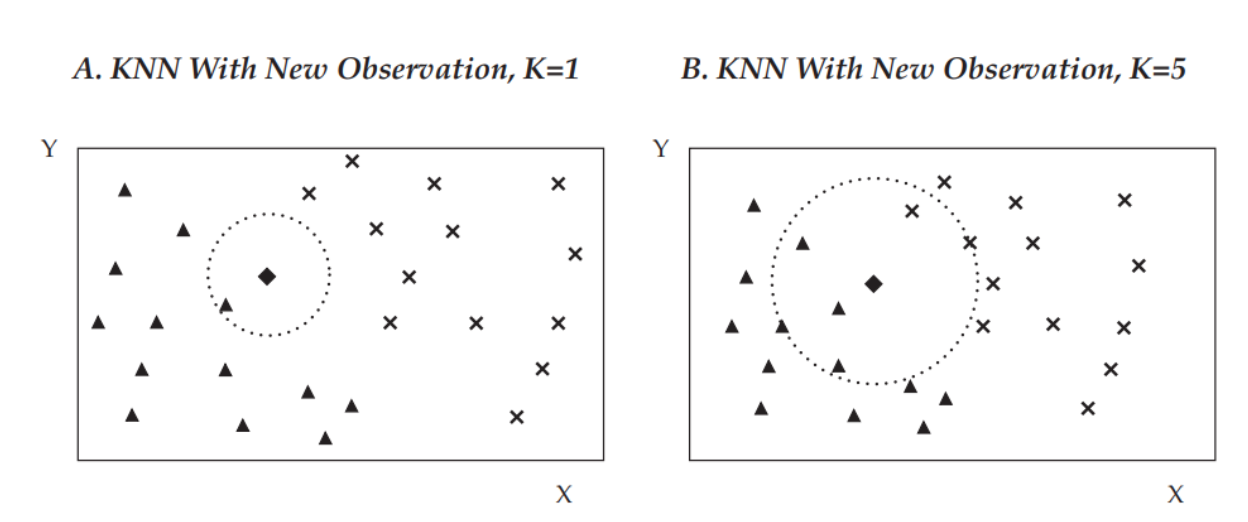 A. KNN With New Observation, K=1
B. KNN With New Observation, K=5
Y
Y
X
X